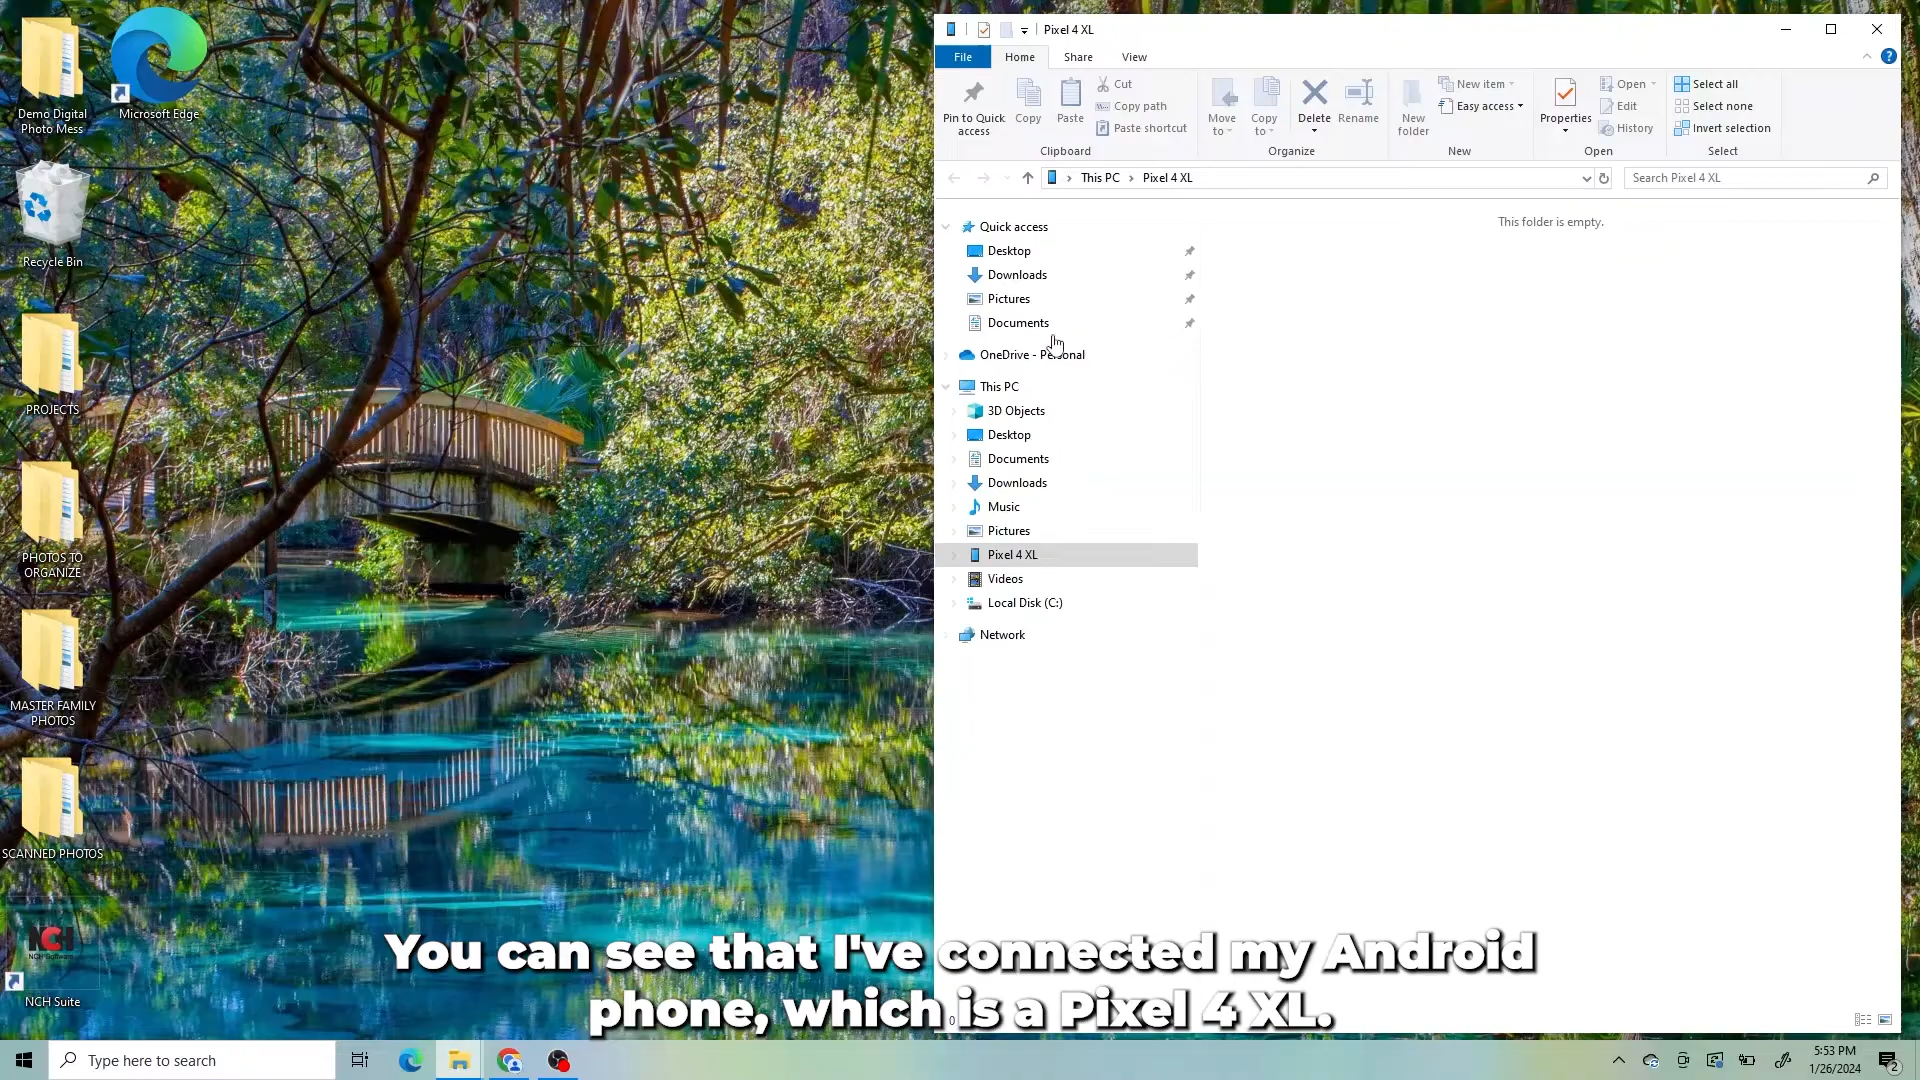 Demo Digital
Photo Mess
Microsoft Edge
Recycle Bin
PROJECTS
PHOTOS TO
ORGANIZE
MASTER FAMILY
PHOTOS
SCANNED PHOTOS
NCH
NCH Software
NCH Suite
Pixel 4 XL
File Home Share View
Pin to Quick
access
Copy
Paste
Cut
Copy path
Paste shortcut
Clipboard
Move
to
Copy
to
Delete
Rename
Organize
New
folder
New item
Easy access
New
Properties
Open
Edit
History
Open
Select all
Select none
Invert selection
Select
This PC › Pixel 4 XL
Search Pixel 4 XL
Quick access
Desktop
Downloads
Pictures
Documents
OneDrive - Personal
This PC
3D Objects
Desktop
Documents
Downloads
Music
Pictures
Pixel 4 XL
Videos
Local Disk (C:)
Network
This folder is empty.
You can see that I've connected my Android
phone, which is a Pixel 4 XL.
0
Type here to search
5:53 PM
1/26/2024
2